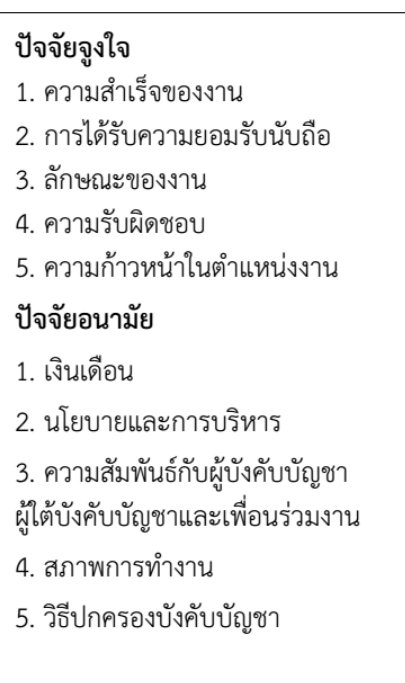 ปัจจัยจูงใจ
1. ความสำเร็จของงาน
2. การได้รับความยอมรับนับถือ
3. ลักษณะของงาน
4. ความรับผิดชอบ
5. ความก้าวหน้าในตำแหน่งงาน
ปัจจัยอนามัย
1. เงินเดือน
2. นโยบายและการบริหาร
3. ความสัมพันธ์กับผู้บังคับบัญชา
ผู้ใต้บังคับบัญชาและเพื่อนร่วมงาน
4. สภาพการทำงาน
5. วิธีปกครองบังคับบัญชา